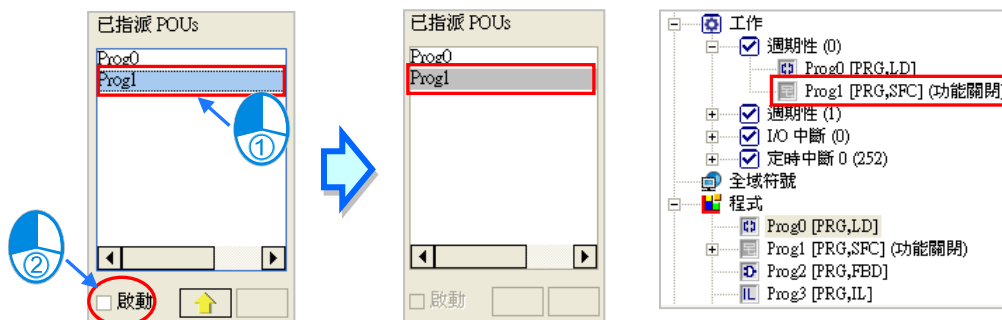 已指派 POUs
Prog0
Prog1
①
②
啟動
已指派 POUs
Prog0
Prog1
啟動
工作
週期性 (0)
Prog0 [PRG,LD]
Prog1 [PRG,SFC] (功能關閉)
週期性 (1)
I/O 中斷 (0)
定時中斷 0 (252)
全域符號
程式
Prog0 [PRG,LD]
Prog1 [PRG,SFC] (功能關閉)
Prog2 [PRG,FBD]
IL Prog3 [PRG,IL]